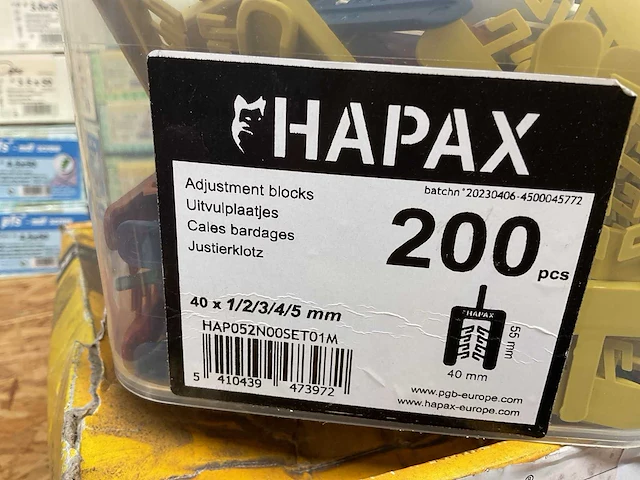 HAPAX
batchn°20230406-4500045772
Adjustment blocks
Uitvulplaatjes
Cales bardages
Justierklotz
200 pcs
40 x 1/2/3/4/5 mm
HAP052N00SET01M
5 410439 473972
HAPAX
55 mm
40 mm
www.pgb-europe.com
www.hapax-europe.com